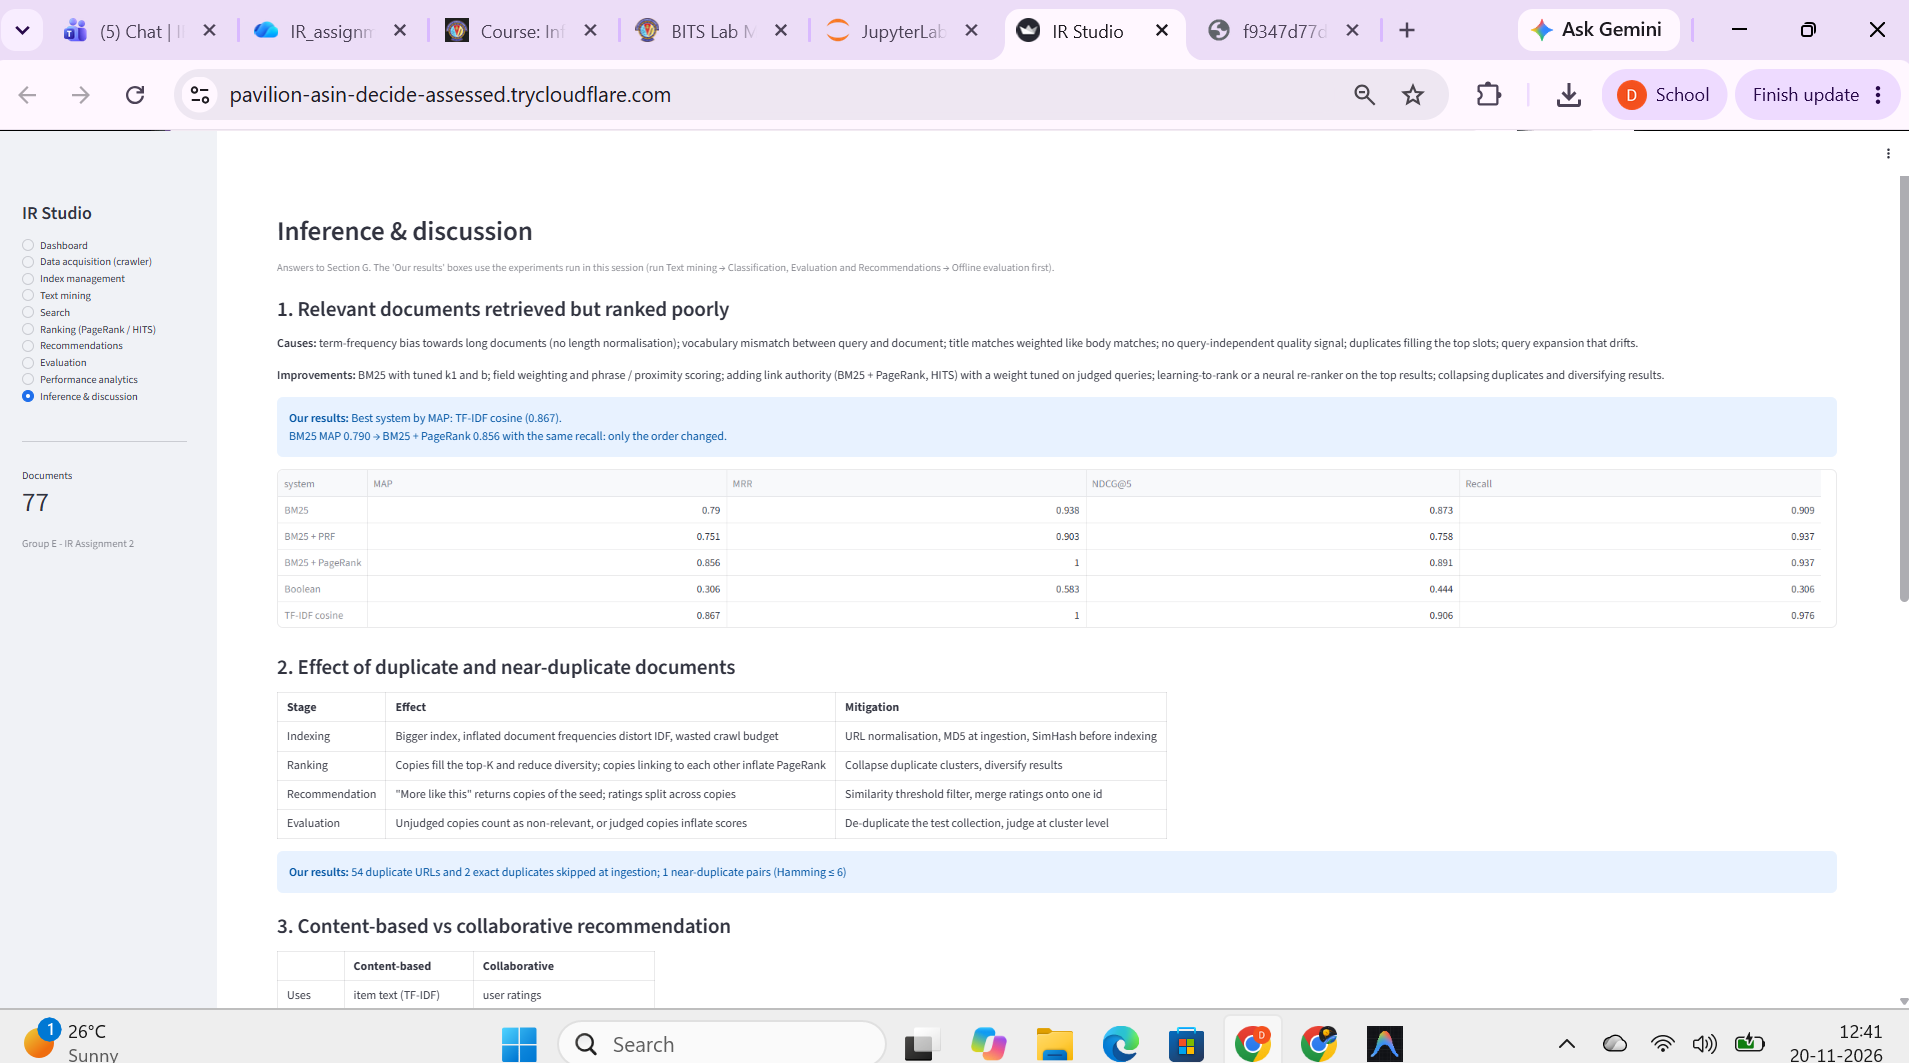 (5) Chat | I
IR_assignm
Course: Inf
BITS Lab M
JupyterLab
IR Studio
f9347d77d
Ask Gemini
pavilion-asin-decide-assessed.trycloudflare.com
D
School
Finish update
IR Studio
Dashboard
Data acquisition (crawler)
Index management
Text mining
Search
Ranking (PageRank / HITS)
Recommendations
Evaluation
Performance analytics
Inference & discussion
Documents
77
Group E - IR Assignment 2
Inference & discussion
Answers to Section G. The 'Our results' boxes use the experiments run in this session (run Text mining → Classification, Evaluation and Recommendations → Offline evaluation first).
1. Relevant documents retrieved but ranked poorly
Causes: term-frequency bias towards long documents (no length normalisation); vocabulary mismatch between query and document; title matches weighted like body matches; no query-independent quality signal; duplicates filling the top slots; query expansion that drifts.
Improvements: BM25 with tuned k1 and b; field weighting and phrase / proximity scoring; adding link authority (BM25 + PageRank, HITS) with a weight tuned on judged queries; learning-to-rank or a neural re-ranker on the top results; collapsing duplicates and diversifying results.
Our results: Best system by MAP: TF-IDF cosine (0.867).
BM25 MAP 0.790 → BM25 + PageRank 0.856 with the same recall: only the order changed.
system MAP MRR NDCG@5 Recall
BM25 0.79 0.938 0.873 0.909
BM25 + PRF 0.751 0.903 0.758 0.937
BM25 + PageRank 0.856 1 0.891 0.937
Boolean 0.306 0.583 0.444 0.306
TF-IDF cosine 0.867 1 0.906 0.976
2. Effect of duplicate and near-duplicate documents
Stage Effect Mitigation
Indexing Bigger index, inflated document frequencies distort IDF, wasted crawl budget URL normalisation, MD5 at ingestion, SimHash before indexing
Ranking Copies fill the top-K and reduce diversity; copies linking to each other inflate PageRank Collapse duplicate clusters, diversify results
Recommendation "More like this" returns copies of the seed; ratings split across copies Similarity threshold filter, merge ratings onto one id
Evaluation Unjudged copies count as non-relevant, or judged copies inflate scores De-duplicate the test collection, judge at cluster level
Our results: 54 duplicate URLs and 2 exact duplicates skipped at ingestion; 1 near-duplicate pairs (Hamming ≤ 6)
3. Content-based vs collaborative recommendation
Content-based Collaborative
Uses item text (TF-IDF) user ratings
1
26°C
Sunny
Search
12:41
20-11-2026